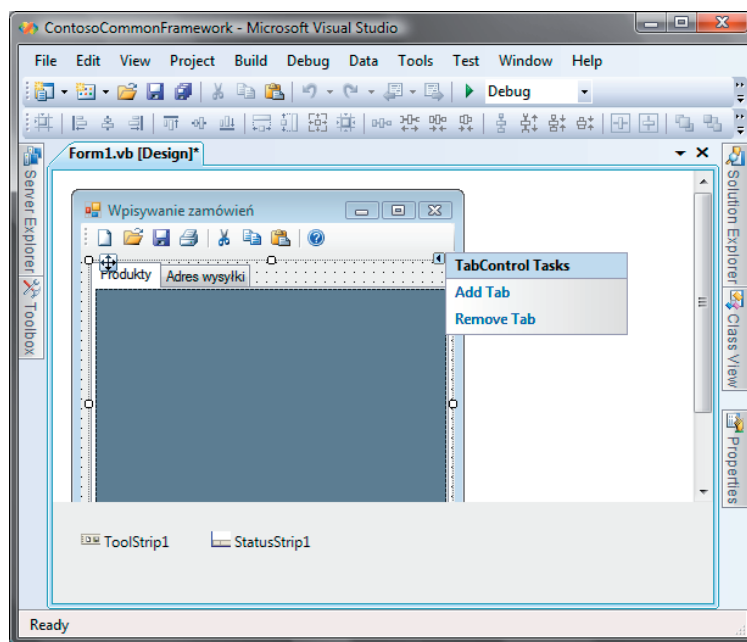 ContosoCommonFramework - Microsoft Visual Studio
File Edit View Project Build Debug Data Tools Test Window Help
Debug
Form1.vb [Design]*
Server Explorer
Toolbox
Wpisywanie zamówień
Produkty Adres wysyłki
TabControl Tasks
Add Tab
Remove Tab
Solution Explorer
Class View
Properties
ToolStrip1 StatusStrip1
Ready